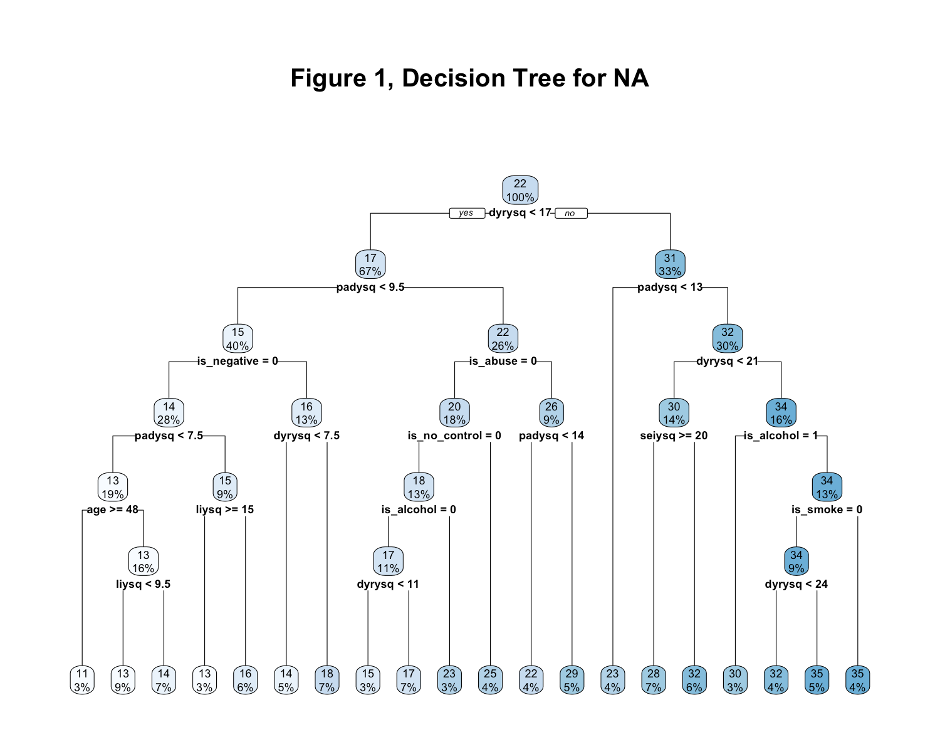 Figure 1, Decision Tree for NA
22
100%
yes dyrysq < 17 no
17 31
67% 33%
padysq < 9.5 padysq < 13
15 22 32
40% 26% 30%
is_negative = 0 is_abuse = 0 dyrysq < 21
14 16 20 26 30 34
28% 13% 18% 9% 14% 16%
padysq < 7.5 dyrysq < 7.5 is_no_control = 0 padysq < 14 seiysq >= 20 is_alcohol = 1
13 15 18 34
19% 9% 13% 13%
age >= 48 liysq >= 15 is_alcohol = 0 is_smoke = 0
13 17 34
16% 11% 9%
liysq < 9.5 dyrysq < 11 dyrysq < 24
11 13 14 13 16 14 18 15 17 23 25 22 29 23 28 32 30 32 35 35
3% 9% 7% 3% 6% 5% 7% 3% 7% 3% 4% 4% 5% 4% 7% 6% 3% 4% 5% 4%